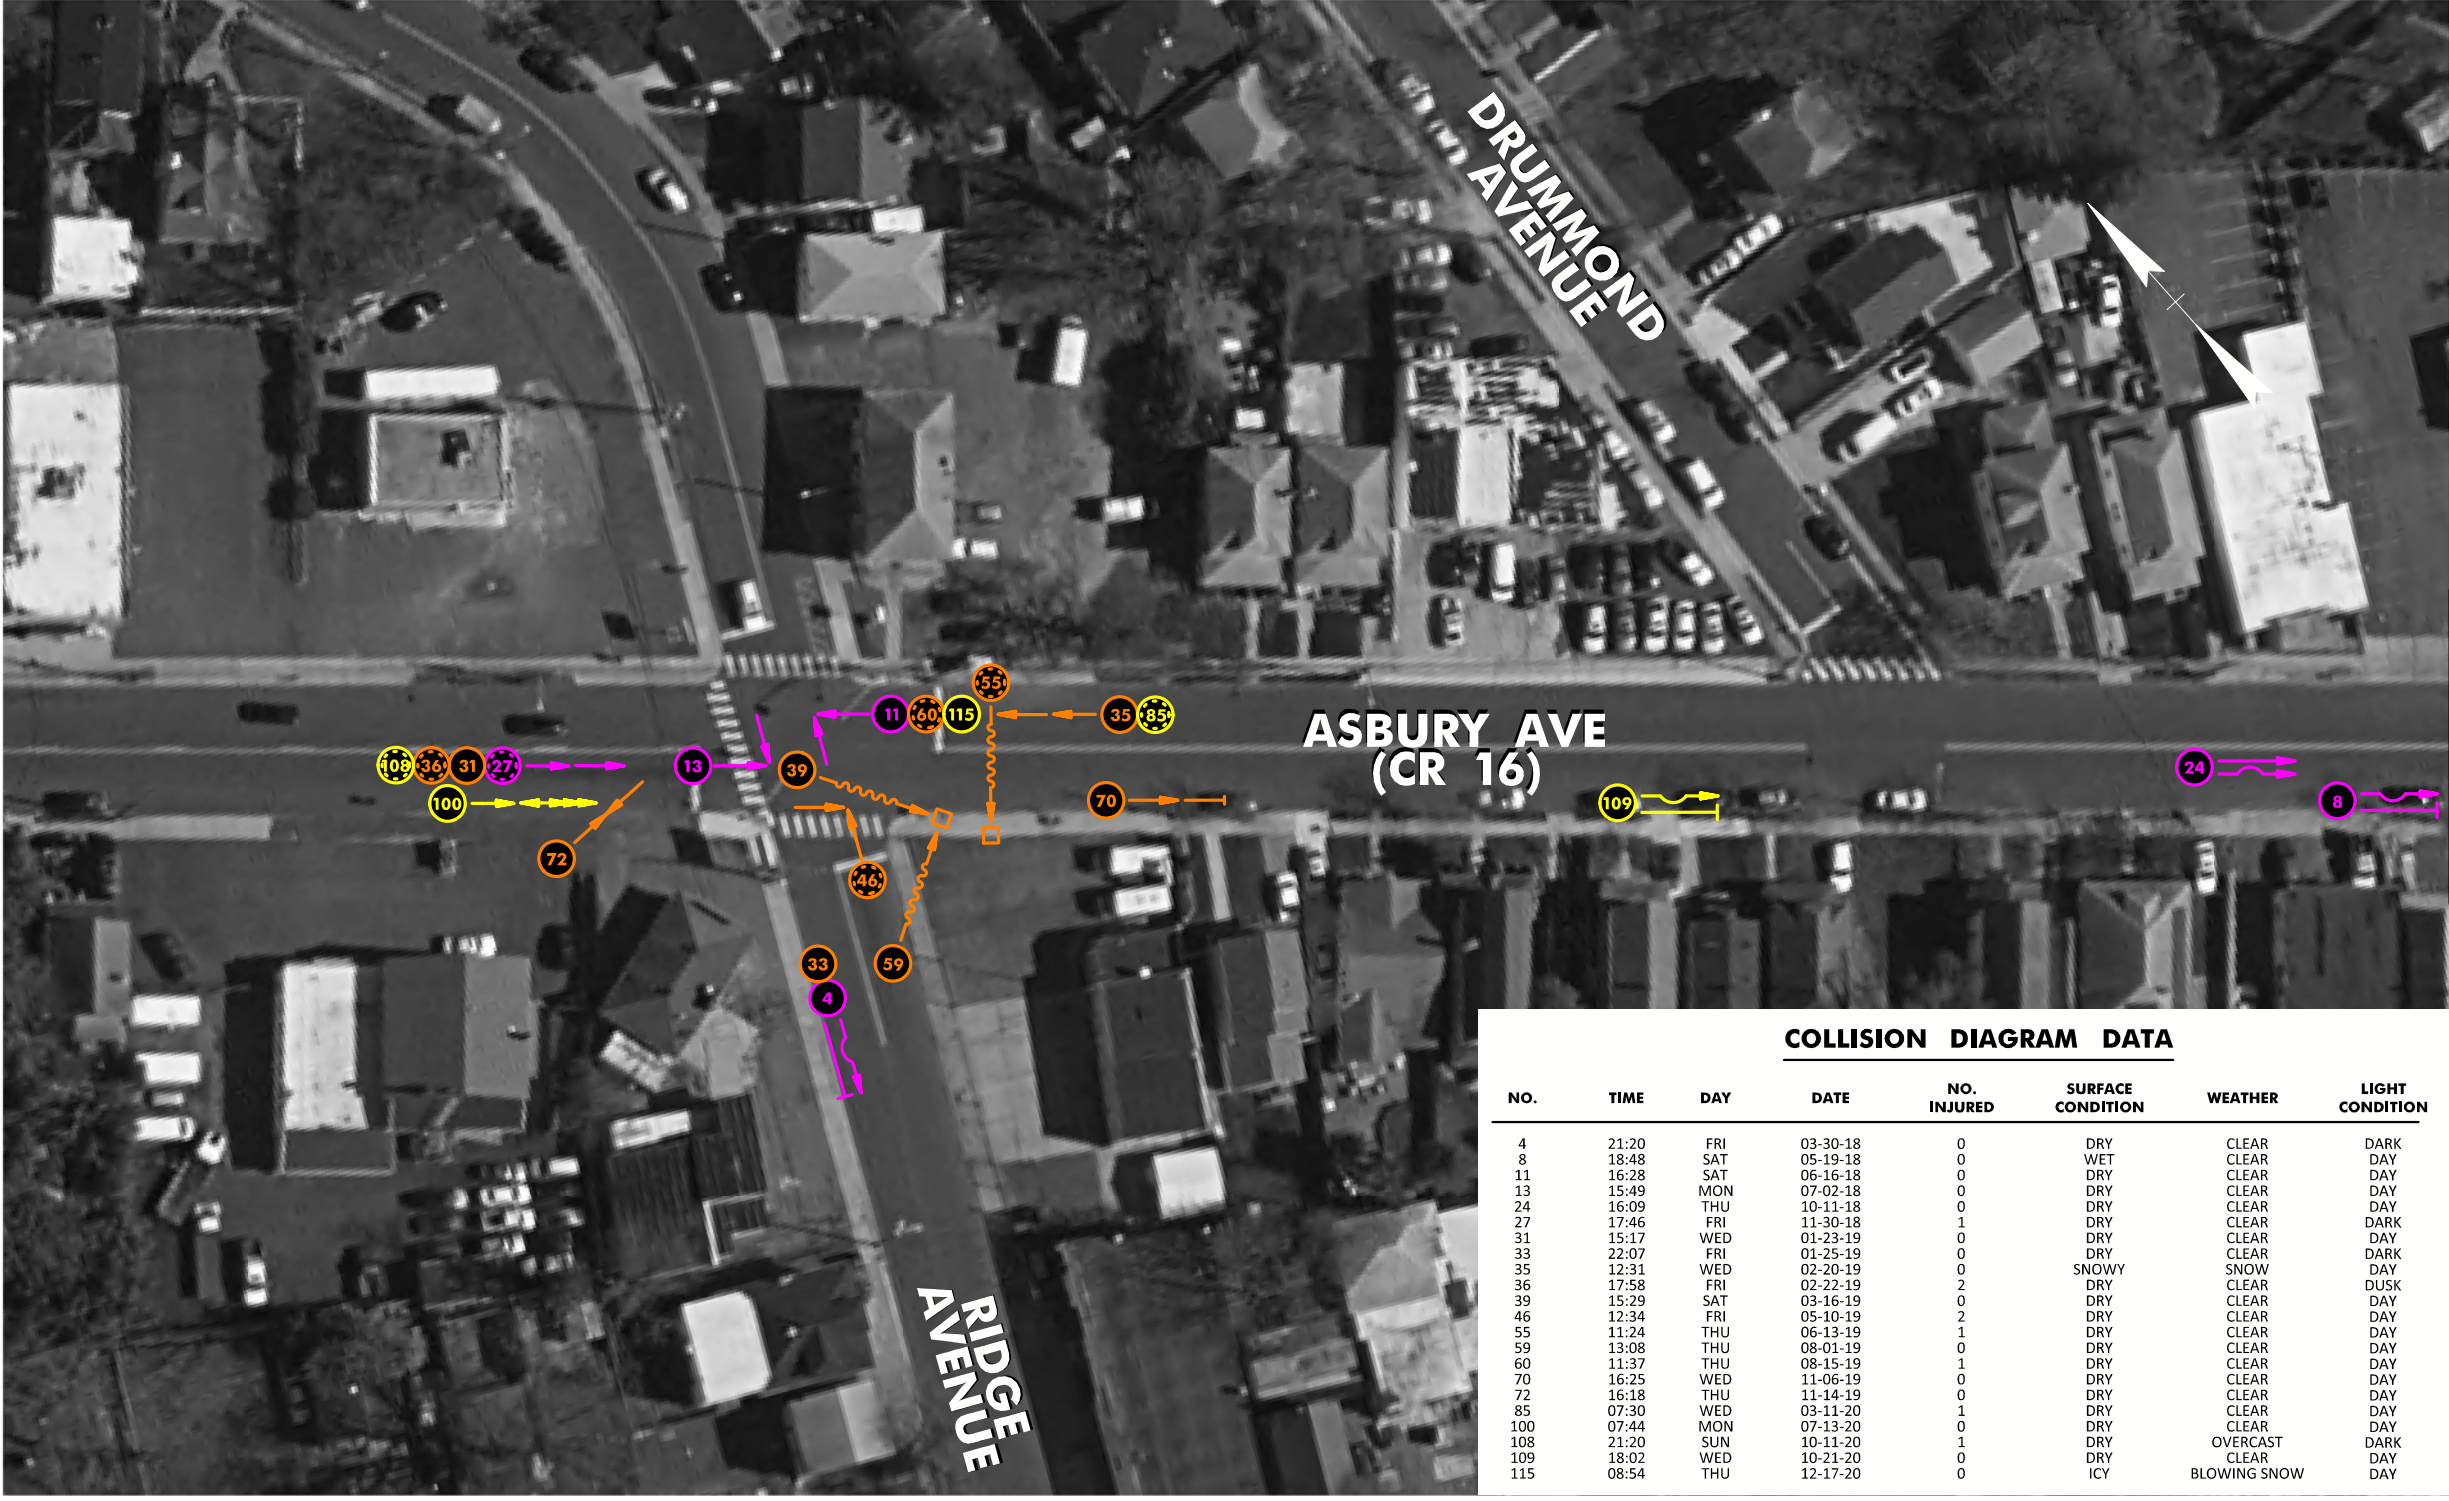 DRUMMOND
AVENUE
55
11 60 115
35 85
ASBURY AVE
(CR 16)
108 36 31 27
13
39
24
100
70
109
8
72
46
33
59
4
RIDGE
AVENUE
COLLISION DIAGRAM DATA
NO. TIME DAY DATE NO. INJURED SURFACE CONDITION WEATHER LIGHT CONDITION
4 21:20 FRI 03-30-18 0 DRY CLEAR DARK
8 18:48 SAT 05-19-18 0 WET CLEAR DAY
11 16:28 SAT 06-16-18 0 DRY CLEAR DAY
13 15:49 MON 07-02-18 0 DRY CLEAR DAY
24 16:09 THU 10-11-18 0 DRY CLEAR DAY
27 17:46 FRI 11-30-18 1 DRY CLEAR DARK
31 15:17 WED 01-23-19 0 DRY CLEAR DAY
33 22:07 FRI 01-25-19 0 DRY CLEAR DARK
35 12:31 WED 02-20-19 0 SNOWY SNOW DAY
36 17:58 FRI 02-22-19 2 DRY CLEAR DUSK
39 15:29 SAT 03-16-19 0 DRY CLEAR DAY
46 12:34 FRI 05-10-19 2 DRY CLEAR DAY
55 11:24 THU 06-13-19 1 DRY CLEAR DAY
59 13:08 THU 08-01-19 0 DRY CLEAR DAY
60 11:37 THU 08-15-19 1 DRY CLEAR DAY
70 16:25 WED 11-06-19 0 DRY CLEAR DAY
72 16:18 THU 11-14-19 0 DRY CLEAR DAY
85 07:30 WED 03-11-20 1 DRY CLEAR DAY
100 07:44 MON 07-13-20 0 DRY CLEAR DAY
108 21:20 SUN 10-11-20 1 DRY OVERCAST DARK
109 18:02 WED 10-21-20 0 DRY CLEAR DAY
115 08:54 THU 12-17-20 0 ICY BLOWING SNOW DAY